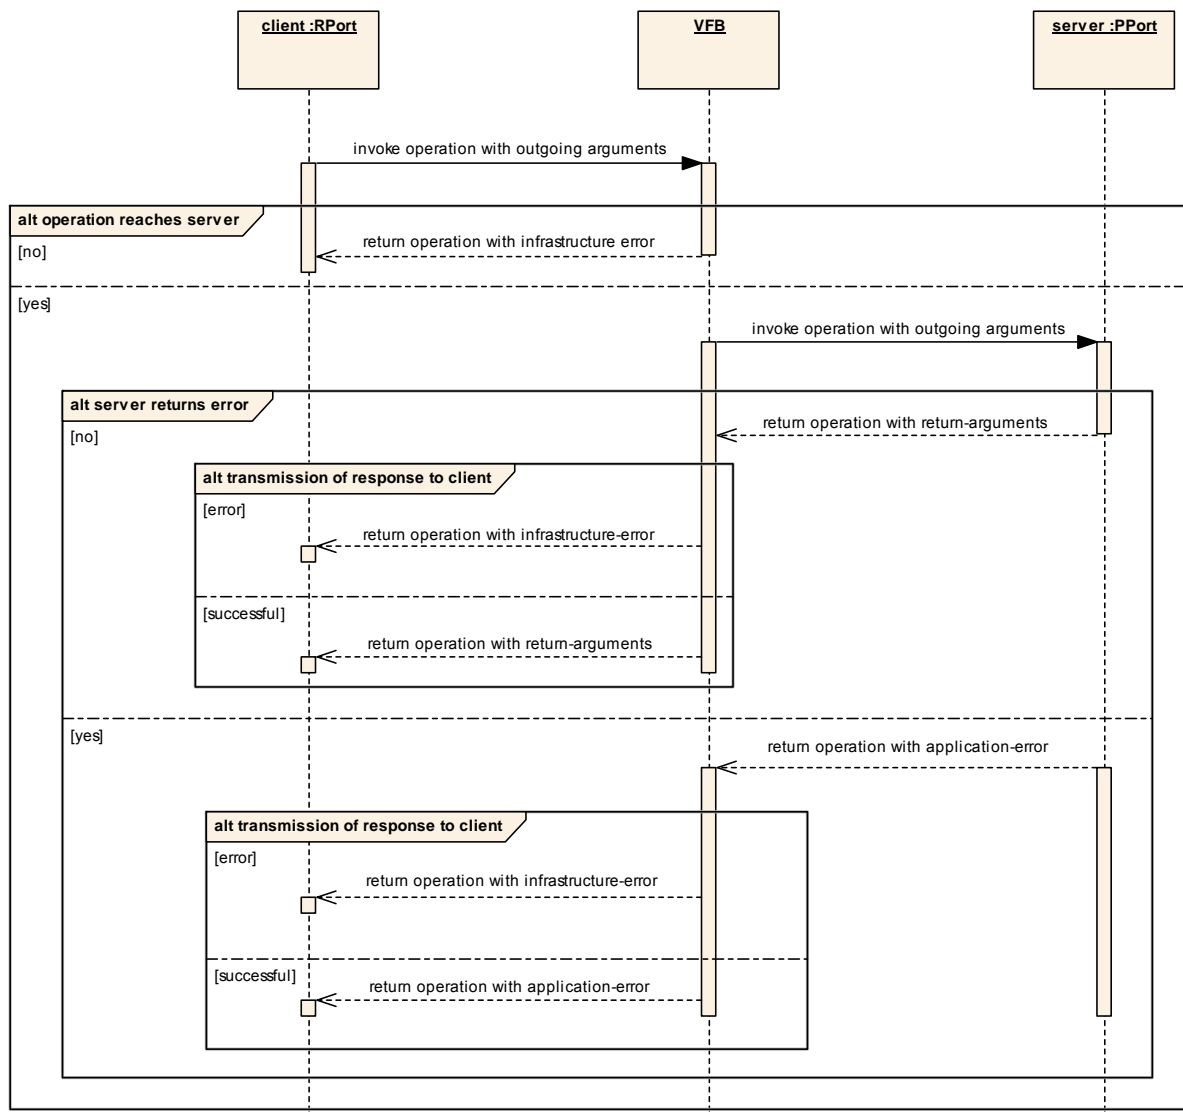 client :RPort
VFB
server :PPort
invoke operation with outgoing arguments
alt operation reaches server
return operation with infrastructure error
[no]
[yes]
invoke operation with outgoing arguments
alt server returns error
return operation with return-arguments
[no]
alt transmission of response to client
[error]
return operation with infrastructure-error
[successful]
return operation with return-arguments
[yes]
return operation with application-error
alt transmission of response to client
[error]
return operation with infrastructure-error
[successful]
return operation with application-error